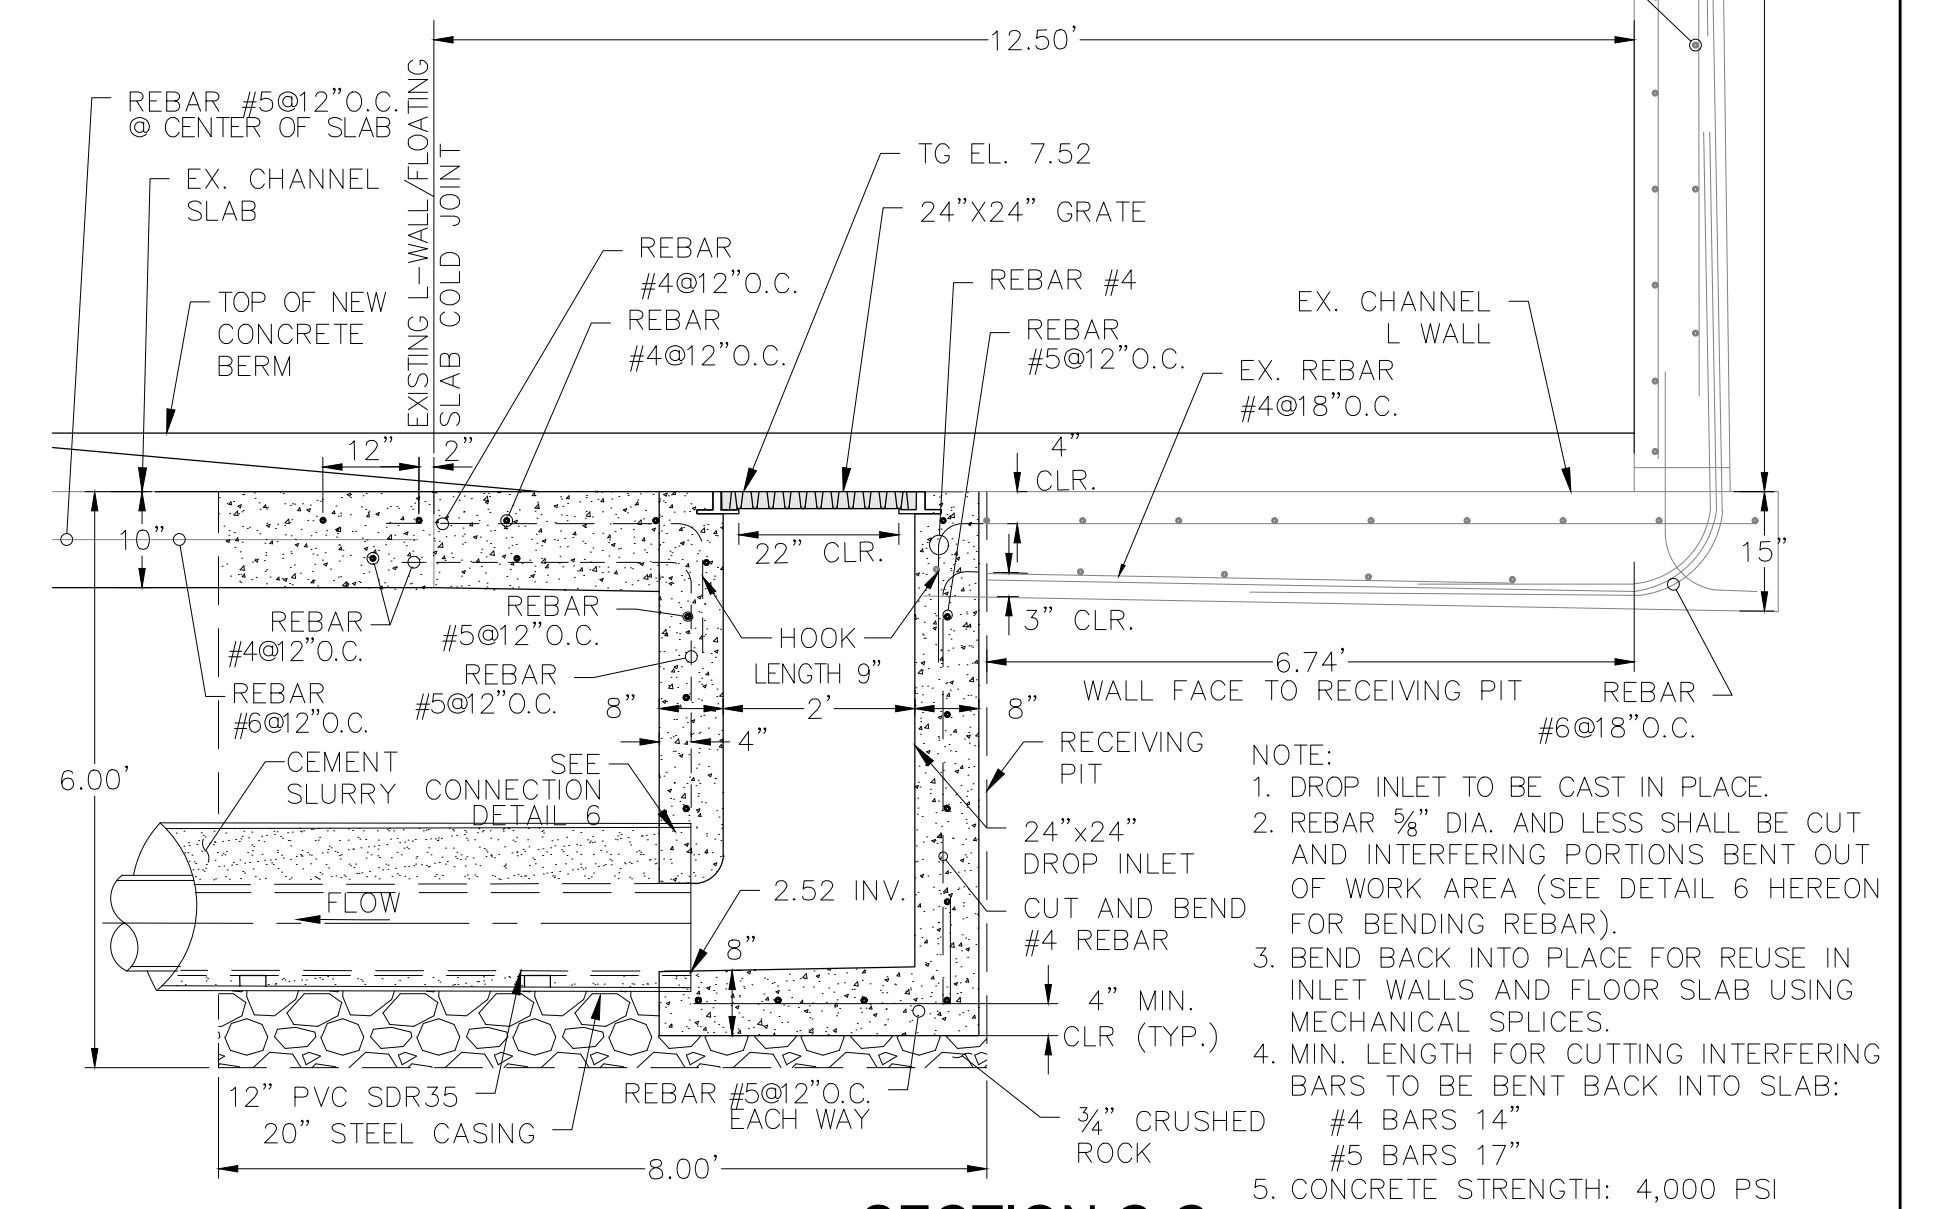 12.50'
REBAR #5@12"O.C.
@ CENTER OF SLAB
EX. CHANNEL
SLAB
EXISTING L-WALL/FLOATING
SLAB COLD JOINT
TG EL. 7.52
24"X24" GRATE
REBAR
#4@12"O.C.
REBAR
#4@12"O.C.
REBAR #4
REBAR
#5@12"O.C.
EX. CHANNEL
L WALL
EX. REBAR
#4@18"O.C.
TOP OF NEW
CONCRETE
BERM
12"
2"
4"
CLR.
10"
22" CLR.
15"
REBAR
#4@12"O.C.
REBAR
#5@12"O.C.
HOOK
LENGTH 9"
3" CLR.
REBAR
#6@12"O.C.
REBAR
#5@12"O.C.
8"
2'
8"
4"
6.74'
WALL FACE TO RECEIVING PIT
REBAR
#6@18"O.C.
6.00'
CEMENT
SLURRY
SEE
CONNECTION
DETAIL 6
RECEIVING
PIT
24"x24"
DROP INLET
FLOW
2.52 INV.
CUT AND BEND
#4 REBAR
8"
4" MIN.
CLR (TYP.)
12" PVC SDR35
20" STEEL CASING
REBAR #5@12"O.C.
EACH WAY
¾" CRUSHED
ROCK
8.00'
NOTE:
1. DROP INLET TO BE CAST IN PLACE.
2. REBAR ⅝" DIA. AND LESS SHALL BE CUT
AND INTERFERING PORTIONS BENT OUT
OF WORK AREA (SEE DETAIL 6 HEREON
FOR BENDING REBAR).
3. BEND BACK INTO PLACE FOR REUSE IN
INLET WALLS AND FLOOR SLAB USING
MECHANICAL SPLICES.
4. MIN. LENGTH FOR CUTTING INTERFERING
BARS TO BE BENT BACK INTO SLAB:
#4 BARS 14"
#5 BARS 17"
5. CONCRETE STRENGTH: 4,000 PSI